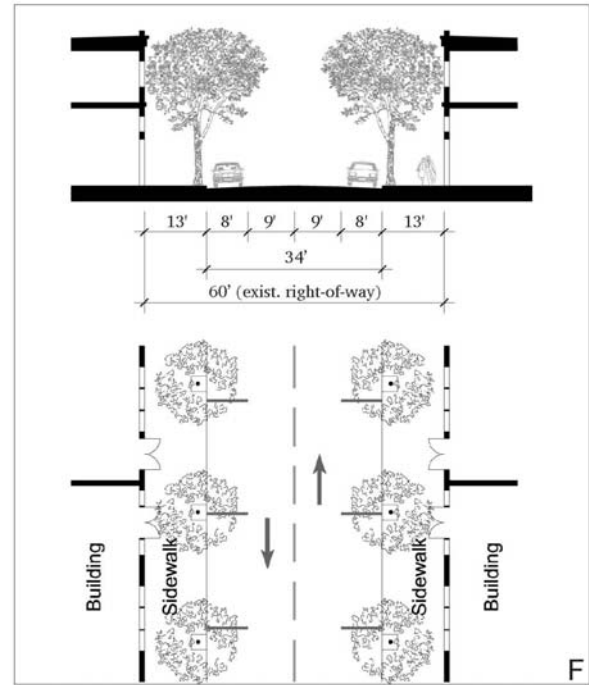 13' 8' 9' 9' 8' 13'
34'
60' (exist. right-of-way)
Building
Sidewalk
Sidewalk
Building
F